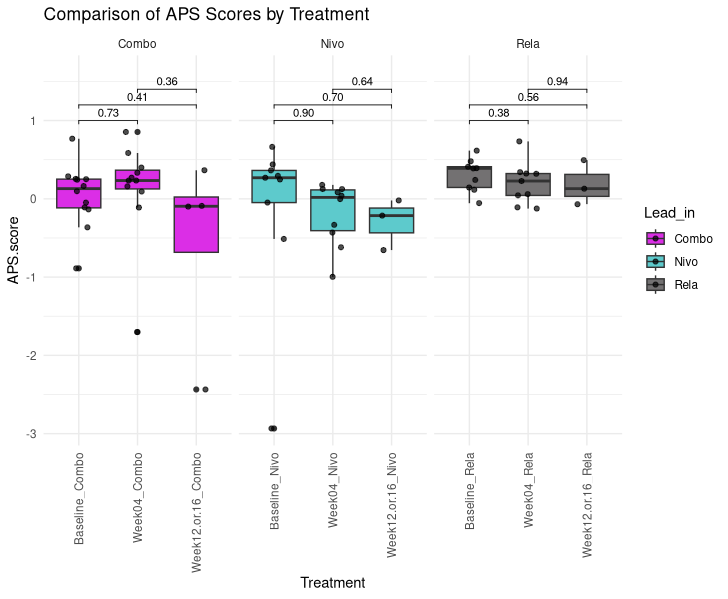 Comparison of APS Scores by Treatment
Combo
Nivo
Rela
0.36
0.41
0.73
0.64
0.70
0.90
0.94
0.56
0.38
APS.score
1
0
-1
-2
-3
Baseline_Combo
Week04_Combo
Week12.or.16_Combo
Baseline_Nivo
Week04_Nivo
Week12.or.16_Nivo
Baseline_Rela
Week04_Rela
Week12.or.16_Rela
Treatment
Lead_in
Combo
Nivo
Rela